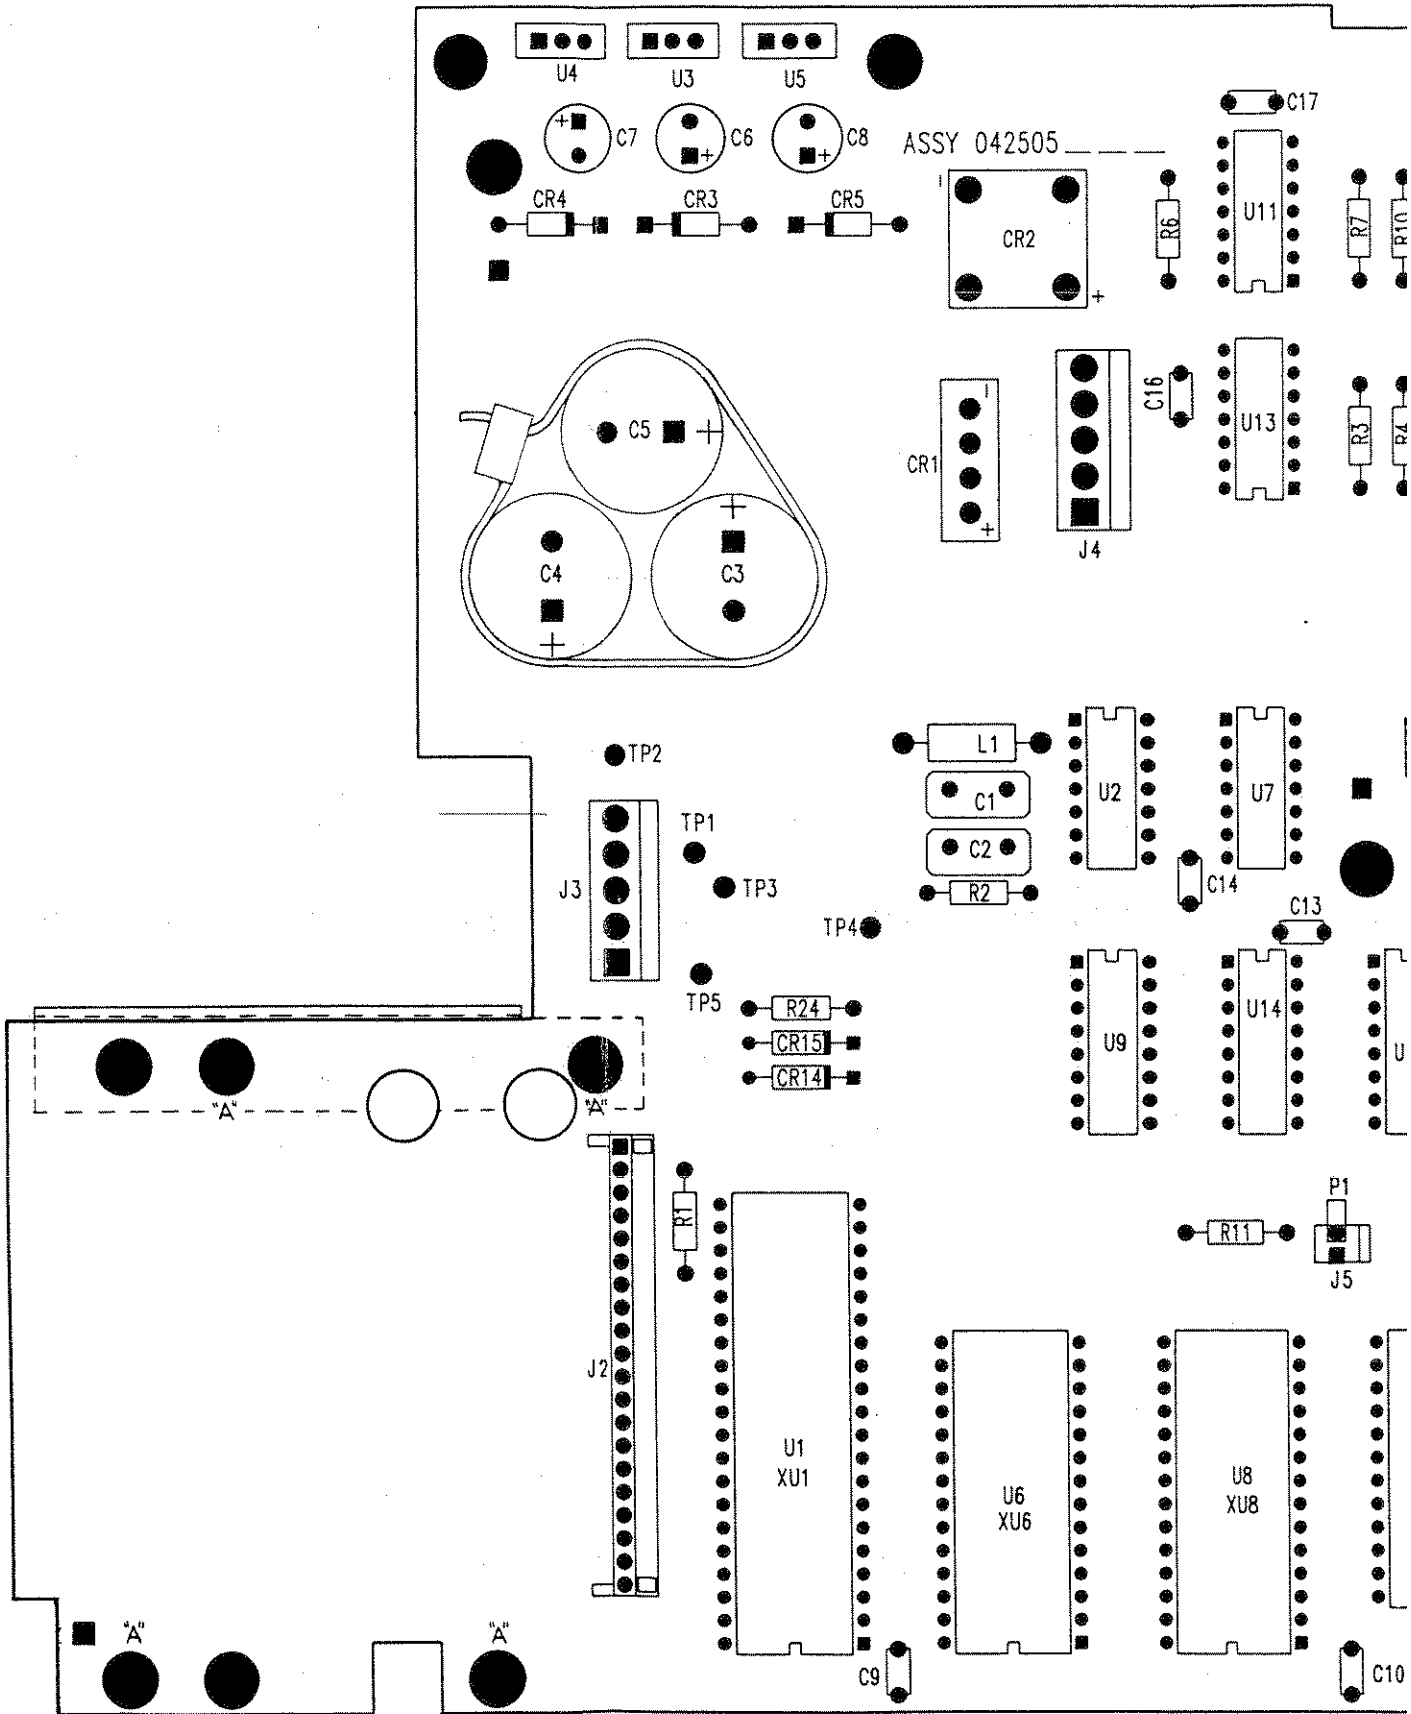 U4 U3 U5
C17
+ C7 C6 + + C8
ASSY 042505___ ___ ___
CR4 CR3 CR5
-
CR2
+
R6 U11 R7 R10
C5 +
CR1
-
+
J4
C16
U13 R3 R4
C4
+
+
C3
TP2
L1
C1
C2
R2
U2 U7
TP1
J3
TP3
TP4
TP5
C14
C13
R24
CR15
CR14
U9
U14
U
"A"
"A"
R1
P1
R11
J5
J2
U1
XU1
U6
XU6
U8
XU8
"A"
"A"
C9
C10